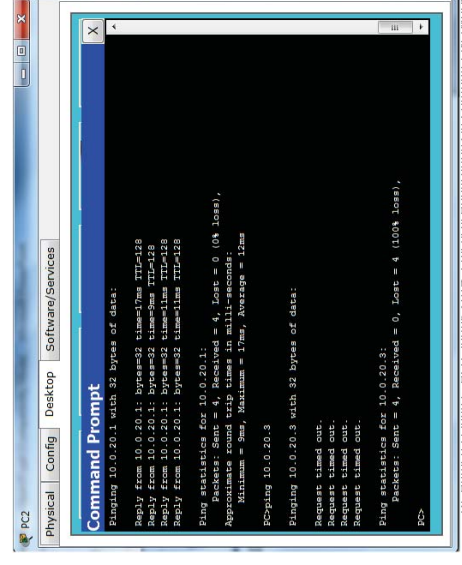 PC2
X
Physical Config Desktop Software/Services
Command Prompt
X
Pinging 10.0.20.1 with 32 bytes of data:
Reply from 10.0.20.1: bytes=32 time=17ms TTL=128
Reply from 10.0.20.1: bytes=32 time=9ms TTL=128
Reply from 10.0.20.1: bytes=32 time=11ms TTL=128
Reply from 10.0.20.1: bytes=32 time=11ms TTL=128
Ping statistics for 10.0.20.1:
Packets: Sent = 4, Received = 4, Lost = 0 (0% loss),
Approximate round trip times in milli-seconds:
Minimum = 9ms, Maximum = 17ms, Average = 12ms
PC>ping 10.0.20.3
Pinging 10.0.20.3 with 32 bytes of data:
Request timed out.
Request timed out.
Request timed out.
Request timed out.
Ping statistics for 10.0.20.3:
Packets: Sent = 4, Received = 0, Lost = 4 (100% loss),
PC>